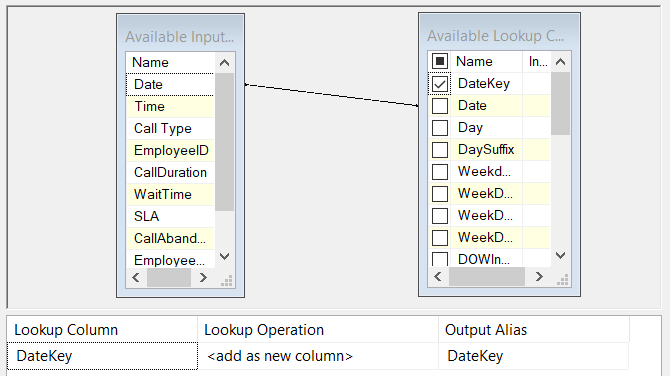 Available Input...
Name
Date
Time
Call Type
EmployeeID
CallDuration
WaitTime
SLA
CallAband...
Employee...
Available Lookup C...
Name In...
DateKey
Date
Day
DaySuffix
Weekd...
WeekD...
WeekD...
WeekD...
DOWIn...
Lookup Column Lookup Operation Output Alias
DateKey <add as new column> DateKey